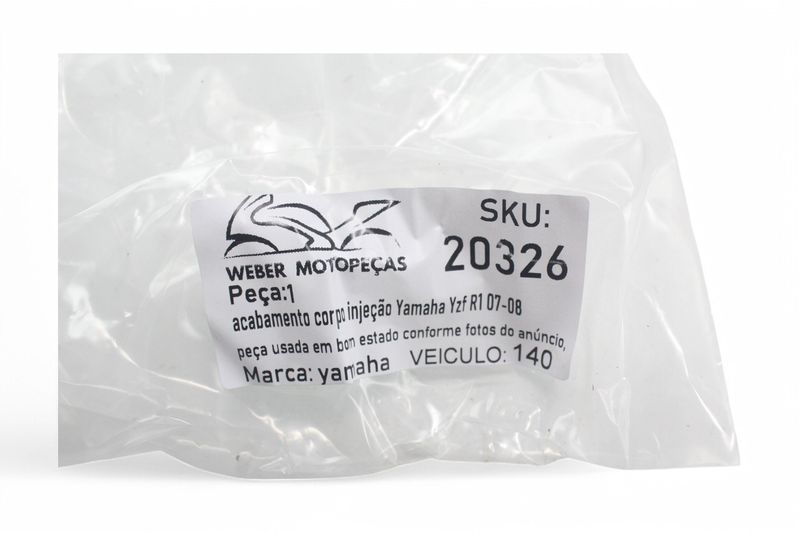 WEBER MOTOPEÇAS
SKU:
20326
Peça:1
acabamento corpo injeção Yamaha Yzf R1 07-08
peça usada em bon estado conforme fotos do anúncio,
Marca: yamaha VEICULO: 140